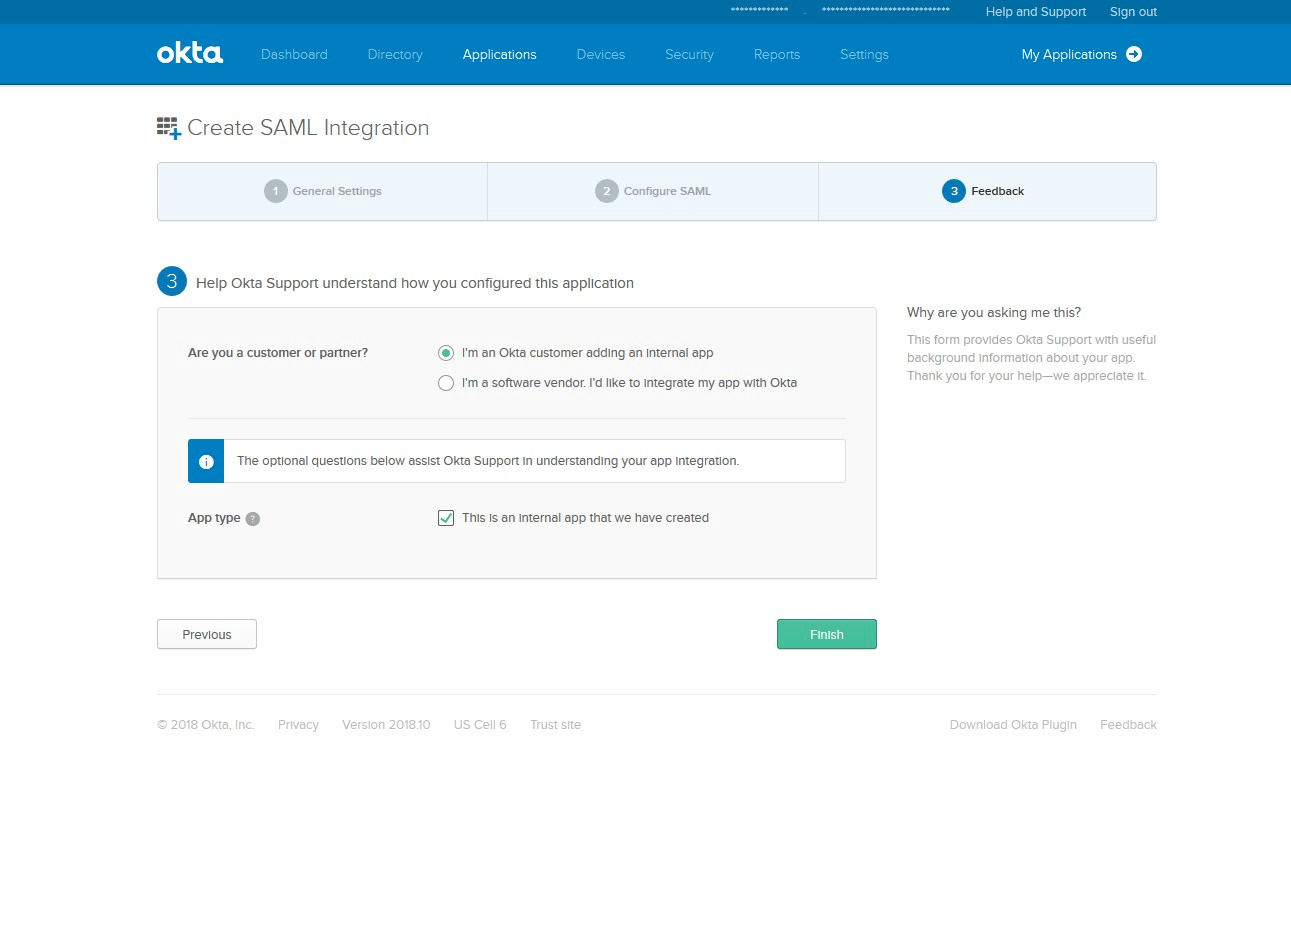 ************* . *****************************
Help and Support Sign out
okta Dashboard Directory Applications Devices Security Reports Settings My Applications
Create SAML Integration
1 General Settings 2 Configure SAML 3 Feedback
3 Help Okta Support understand how you configured this application
Are you a customer or partner? I'm an Okta customer adding an internal app
I'm a software vendor. I'd like to integrate my app with Okta
The optional questions below assist Okta Support in understanding your app integration.
App type ? This is an internal app that we have created
Why are you asking me this?
This form provides Okta Support with useful
background information about your app.
Thank you for your help—we appreciate it.
Previous Finish
© 2018 Okta, Inc. Privacy Version 2018.10 US Cell 6 Trust site Download Okta Plugin Feedback